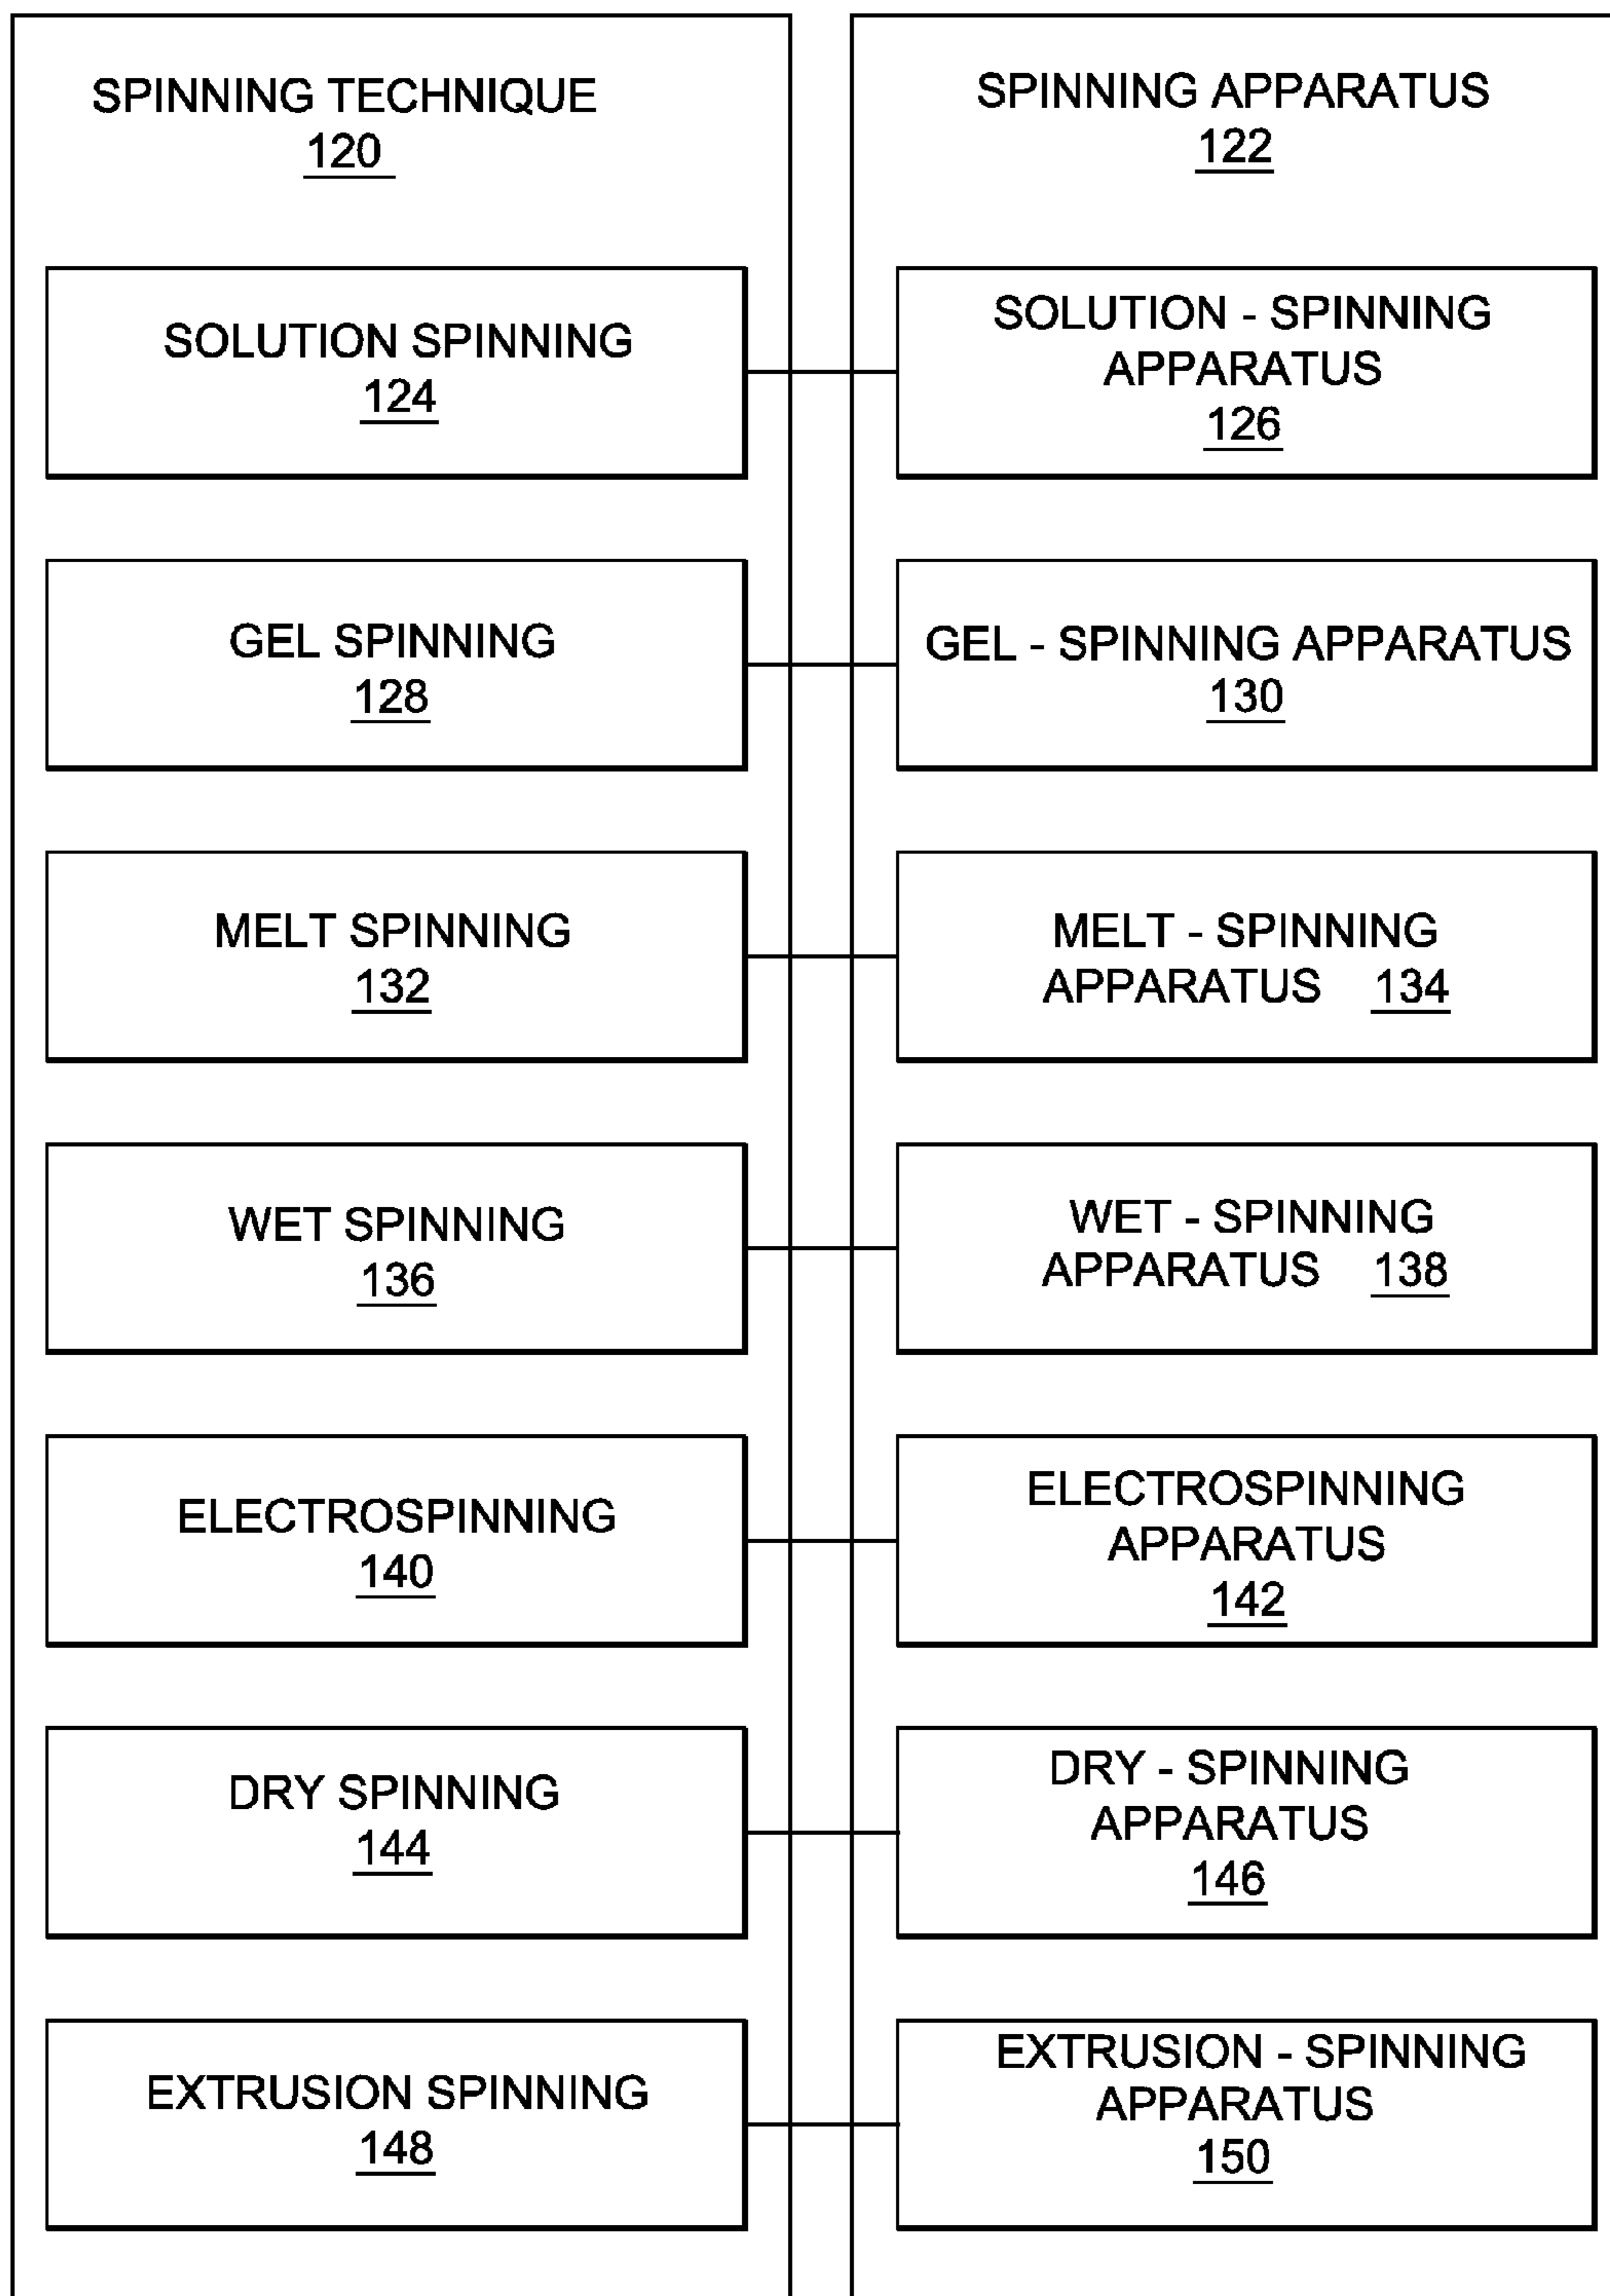 SPINNING TECHNIQUE
120
SOLUTION SPINNING
124
GEL SPINNING
128
MELT SPINNING
132
WET SPINNING
136
ELECTROSPINNING
140
DRY SPINNING
144
EXTRUSION SPINNING
148
SPINNING APPARATUS
122
SOLUTION - SPINNING
APPARATUS
126
GEL - SPINNING APPARATUS
130
MELT - SPINNING
APPARATUS 134
WET - SPINNING
APPARATUS 138
ELECTROSPINNING
APPARATUS
142
DRY - SPINNING
APPARATUS
146
EXTRUSION - SPINNING
APPARATUS
150